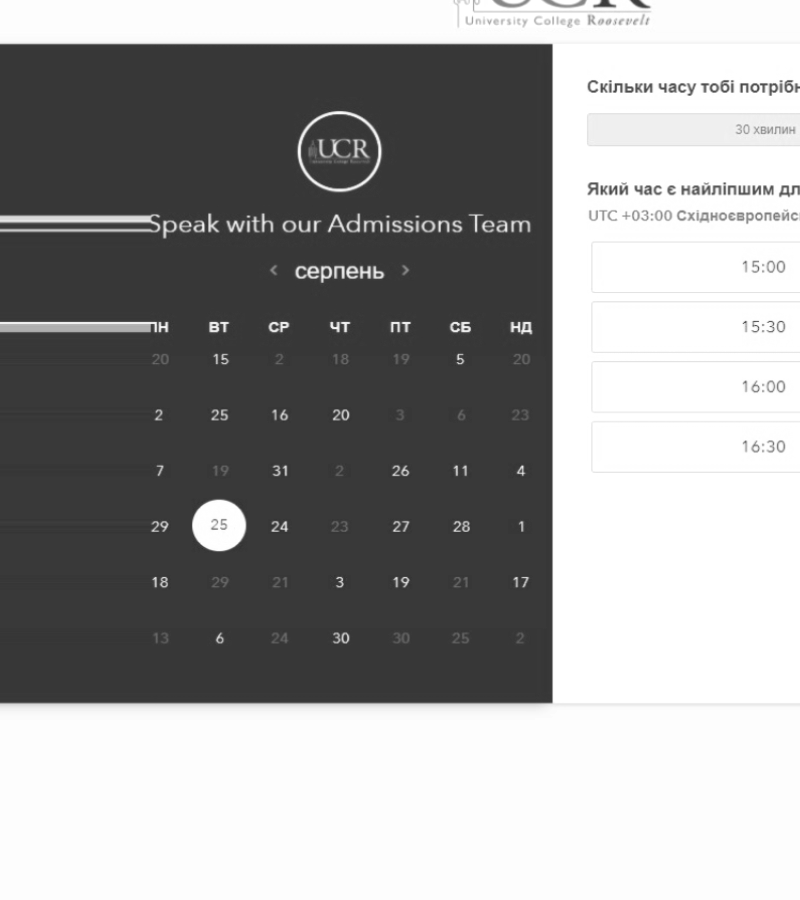 UCR
University College Roosevelt
UCR
Speak with our Admissions Team
< серпень >
ПН ВТ СР ЧТ ПТ СБ НД
20 15 2 18 19 5 20
2 25 16 20 3 6 23
7 19 31 2 26 11 4
29 25 24 23 27 28 1
18 29 21 3 19 21 17
13 6 24 30 30 25 2
Скільки часу тобі потрібн
30 хвилин
Який час є найліпшим дл
UTC +03:00 Східноєвропейс
15:00
15:30
16:00
16:30